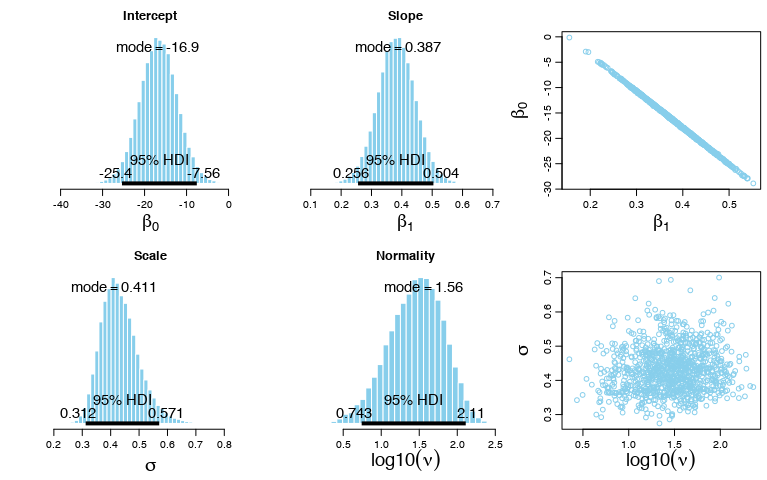 Intercept
mode = -16.9
95% HDI
-25.4 -7.56
-40 -30 -20 -10 0
β0
Slope
mode = 0.387
95% HDI
0.256 0.504
0.1 0.2 0.3 0.4 0.5 0.6 0.7
β1
0
-5
-10
-15
-20
-25
-30
β0
0.2 0.3 0.4 0.5
β1
Scale
mode = 0.411
95% HDI
0.312 0.571
0.2 0.3 0.4 0.5 0.6 0.7 0.8
σ
Normality
mode = 1.56
95% HDI
0.743 2.11
0.5 1.0 1.5 2.0 2.5
log10(ν)
0.7
0.6
0.5
0.4
0.3
σ
0.5 1.0 1.5 2.0
log10(ν)